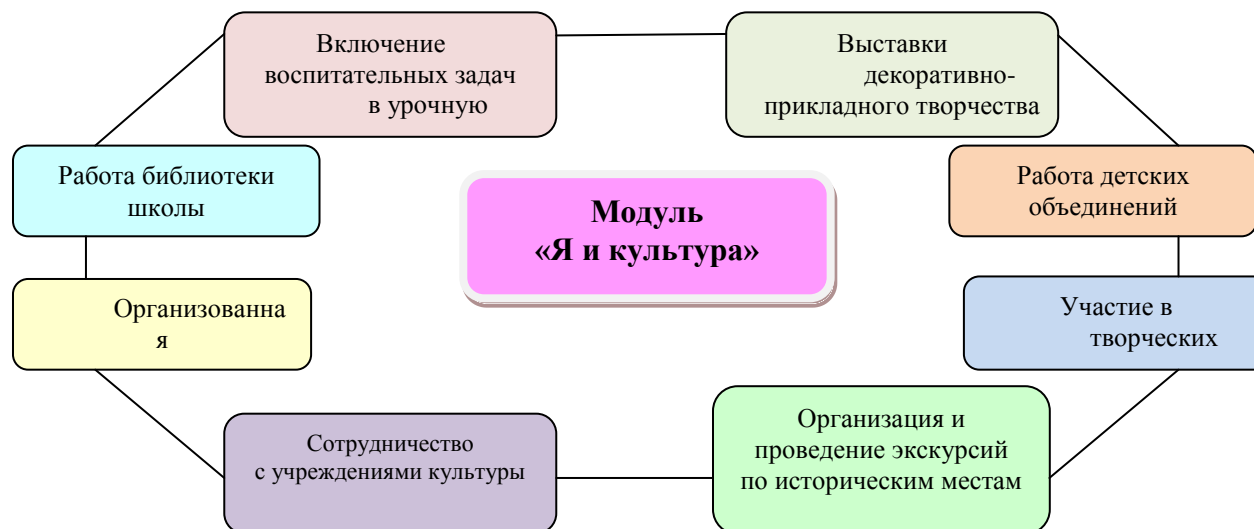 Включение
воспитательных задач
в урочную
Выставки
декоративно-
прикладного творчества
Работа библиотеки
школы
Модуль
«Я и культура»
Работа детских
объединений
Организованна
я
Участие в
творческих
Сотрудничество
с учреждениями культуры
Организация и
проведение экскурсий
по историческим местам